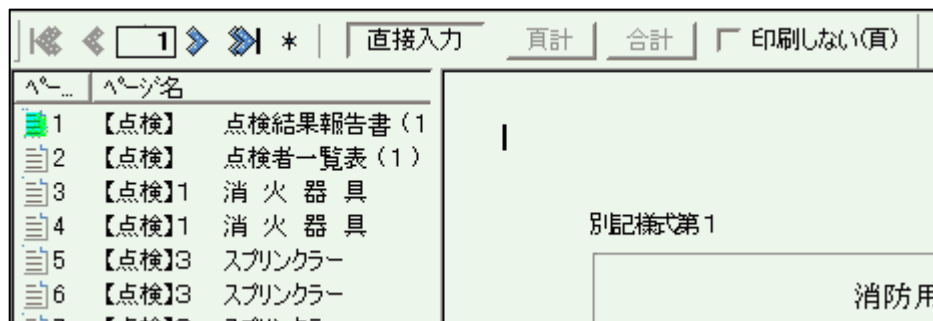 1 * 直接入力 頁計 合計 印刷しない(頁)
ペー... ページ名
1 【点検】 点検結果報告書(1
2 【点検】 点検者一覧表(1)
3 【点検】1 消 火 器 具
4 【点検】1 消 火 器 具
5 【点検】3 スプリンクラー
6 【点検】3 スプリンクラー
別記様式第1
消防用